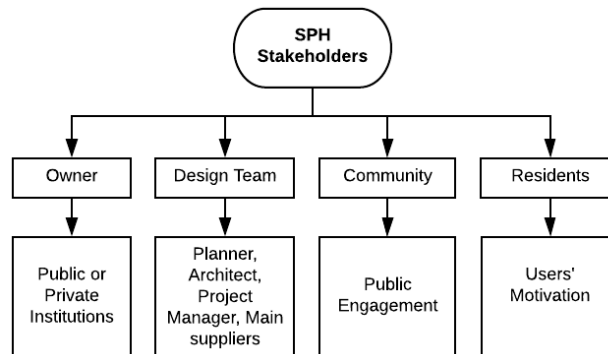 SPH
Stakeholders
Owner
Design Team
Community
Residents
Public or
Private
Institutions
Planner,
Architect,
Project
Manager, Main
suppliers
Public
Engagement
Users'
Motivation